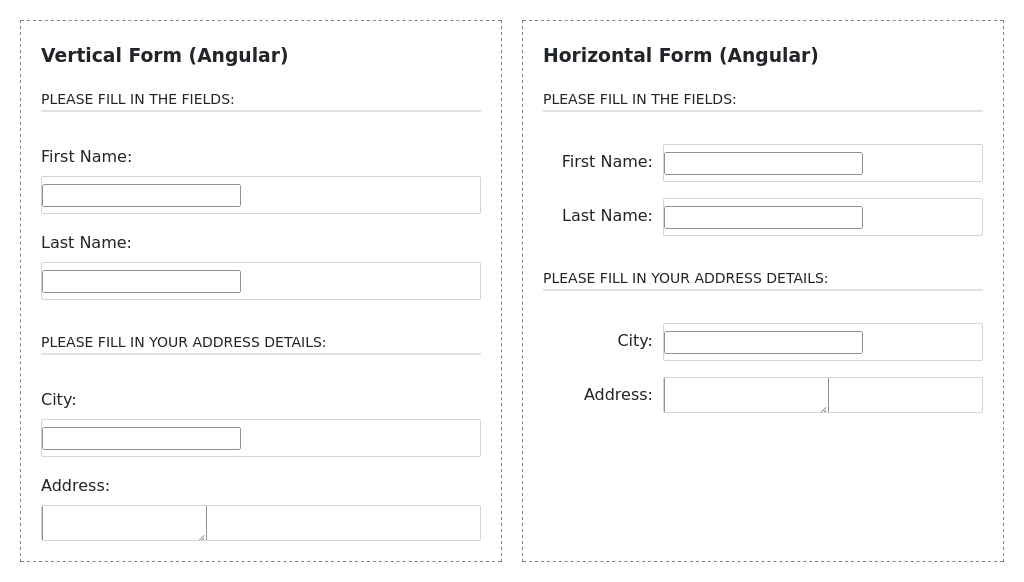 Vertical Form (Angular)
PLEASE FILL IN THE FIELDS:
First Name:
Last Name:
PLEASE FILL IN YOUR ADDRESS DETAILS:
City:
Address:
Horizontal Form (Angular)
PLEASE FILL IN THE FIELDS:
First Name:
Last Name:
PLEASE FILL IN YOUR ADDRESS DETAILS:
City:
Address: